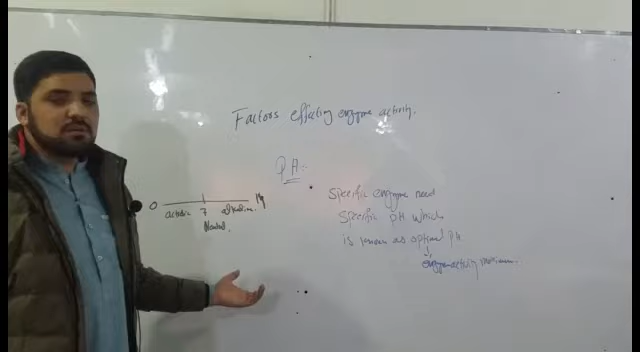 Factors effecting enzyme activity.
PH:-
0 14
acidic 7 alkaline
Neutral.
Specific enzyme need
Specific pH which
is known as optimal PH
enzyme activity maximum.